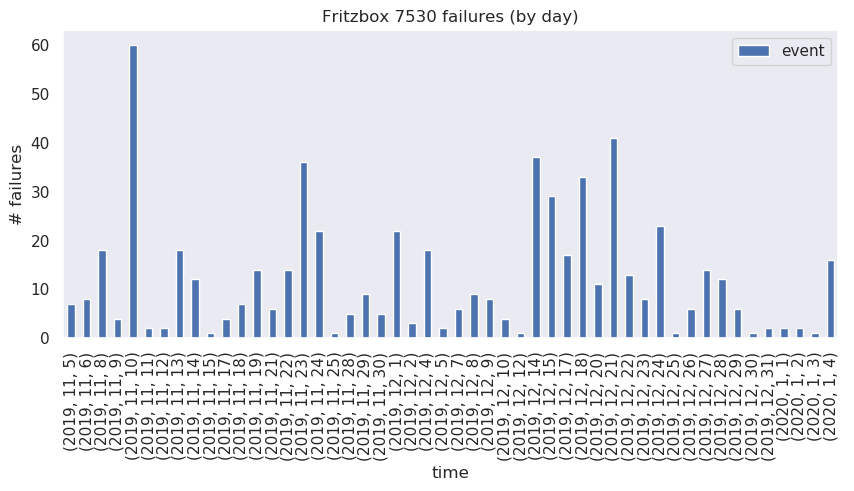 Fritzbox 7530 failures (by day)
event
# failures
60
50
40
30
20
10
0
(2019, 11, 5)
(2019, 11, 6)
(2019, 11, 8)
(2019, 11, 9)
(2019, 11, 10)
(2019, 11, 11)
(2019, 11, 12)
(2019, 11, 13)
(2019, 11, 14)
(2019, 11, 15)
(2019, 11, 17)
(2019, 11, 18)
(2019, 11, 19)
(2019, 11, 21)
(2019, 11, 22)
(2019, 11, 23)
(2019, 11, 24)
(2019, 11, 25)
(2019, 11, 28)
(2019, 11, 29)
(2019, 11, 30)
(2019, 12, 1)
(2019, 12, 2)
(2019, 12, 4)
(2019, 12, 5)
(2019, 12, 7)
(2019, 12, 8)
(2019, 12, 9)
(2019, 12, 10)
(2019, 12, 12)
(2019, 12, 14)
(2019, 12, 15)
(2019, 12, 17)
(2019, 12, 18)
(2019, 12, 20)
(2019, 12, 21)
(2019, 12, 22)
(2019, 12, 23)
(2019, 12, 24)
(2019, 12, 25)
(2019, 12, 26)
(2019, 12, 27)
(2019, 12, 28)
(2019, 12, 29)
(2019, 12, 30)
(2019, 12, 31)
(2020, 1, 1)
(2020, 1, 2)
(2020, 1, 3)
(2020, 1, 4)
time